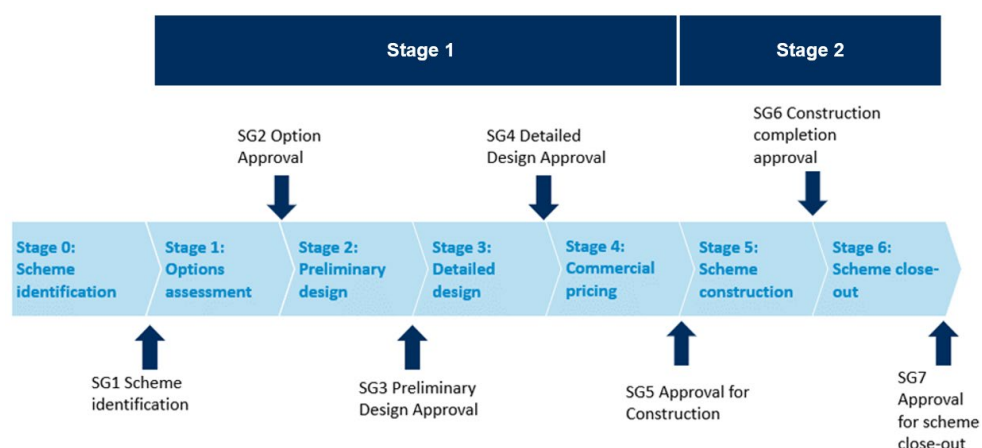 Stage 1
Stage 2
SG2 Option
Approval
SG4 Detailed
Design Approval
SG6 Construction
completion
approval
Stage 0:
Scheme
identification
Stage 1:
Options
assessment
Stage 2:
Preliminary
design
Stage 3:
Detailed
design
Stage 4:
Commercial
pricing
Stage 5:
Scheme
construction
Stage 6:
Scheme close-
out
SG1 Scheme
identification
SG3 Preliminary
Design Approval
SG5 Approval for
Construction
SG7
Approval
for scheme
close-out